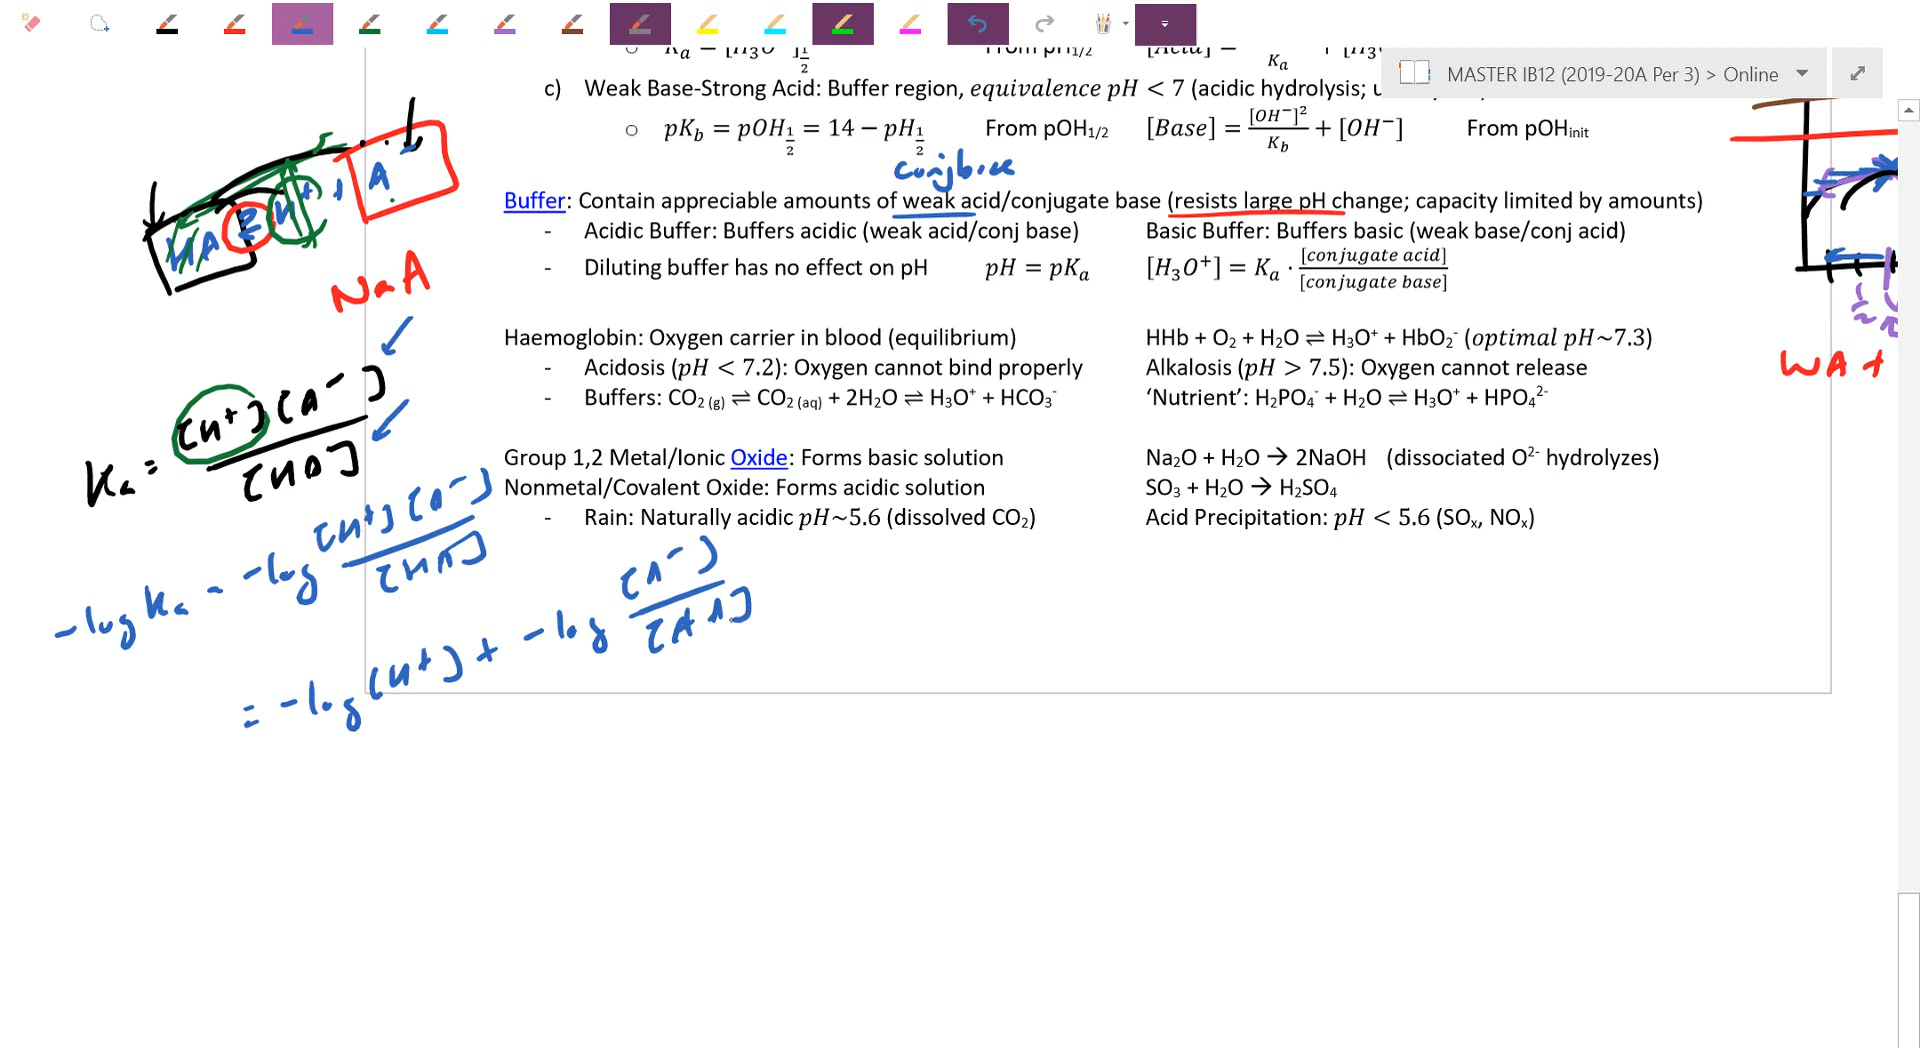 MASTER IB12 (2019-20A Per 3) > Online
c) Weak Base-Strong Acid: Buffer region, equivalence pH < 7 (acidic hydrolysis;
○ pK_b = pOH_{1/2} = 14 − pH_{1/2} From pOH_{1/2} [Base] = [OH⁻]²/K_b + [OH⁻] From pOH_init
conj base
Buffer: Contain appreciable amounts of weak acid/conjugate base (resists large pH change; capacity limited by amounts)
- Acidic Buffer: Buffers acidic (weak acid/conj base) Basic Buffer: Buffers basic (weak base/conj acid)
- Diluting buffer has no effect on pH pH = pK_a [H₃O⁺] = K_a · [conjugate acid]/[conjugate base]
Haemoglobin: Oxygen carrier in blood (equilibrium) HHb + O₂ + H₂O ⇌ H₃O⁺ + HbO₂⁻ (optimal pH~7.3)
- Acidosis (pH < 7.2): Oxygen cannot bind properly Alkalosis (pH > 7.5): Oxygen cannot release
- Buffers: CO₂ (g) ⇌ CO₂ (aq) + 2H₂O ⇌ H₃O⁺ + HCO₃⁻ ‘Nutrient’: H₂PO₄⁻ + H₂O ⇌ H₃O⁺ + HPO₄²⁻
Group 1,2 Metal/Ionic Oxide: Forms basic solution Na₂O + H₂O → 2NaOH (dissociated O²⁻ hydrolyzes)
Nonmetal/Covalent Oxide: Forms acidic solution SO₃ + H₂O → H₂SO₄
- Rain: Naturally acidic pH~5.6 (dissolved CO₂) Acid Precipitation: pH < 5.6 (SOₓ, NOₓ)
HA ⇌ H⁺ + A⁻
NaA
Ka = [H⁺][A⁻]/[HA]
-log Ka = -log [H⁺][A⁻]/[HA]
= -log [H⁺] + -log [A⁻]/[HA]
WA +